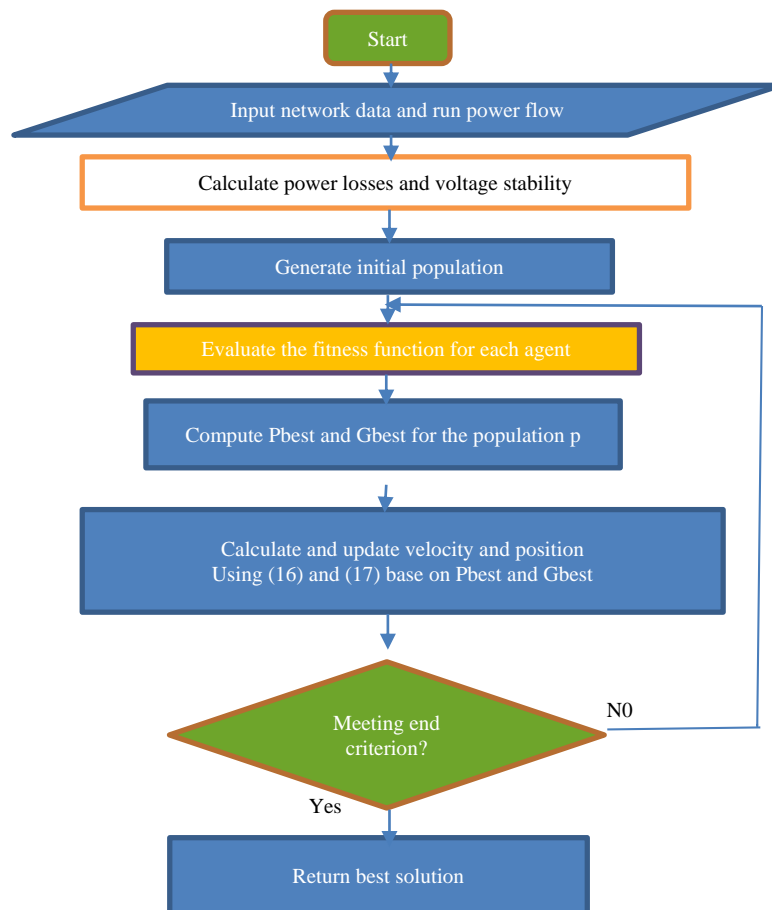 Start
Input network data and run power flow
Calculate power losses and voltage stability
Generate initial population
Evaluate the fitness function for each agent
Compute Pbest and Gbest for the population p
Calculate and update velocity and position
Using (16) and (17) base on Pbest and Gbest
Meeting end
criterion?
N0
Yes
Return best solution